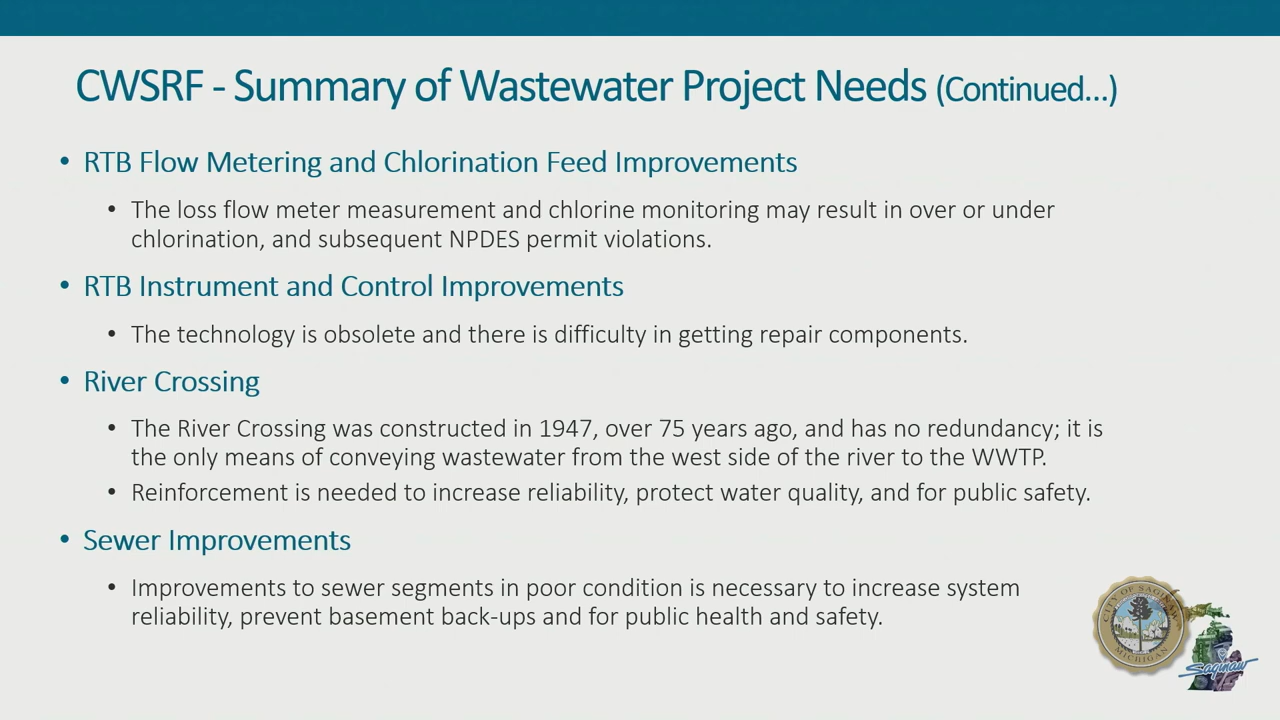 CWSRF - Summary of Wastewater Project Needs (Continued...)
• RTB Flow Metering and Chlorination Feed Improvements
• The loss flow meter measurement and chlorine monitoring may result in over or under
chlorination, and subsequent NPDES permit violations.
• RTB Instrument and Control Improvements
• The technology is obsolete and there is difficulty in getting repair components.
• River Crossing
• The River Crossing was constructed in 1947, over 75 years ago, and has no redundancy; it is
the only means of conveying wastewater from the west side of the river to the WWTP.
• Reinforcement is needed to increase reliability, protect water quality, and for public safety.
• Sewer Improvements
• Improvements to sewer segments in poor condition is necessary to increase system
reliability, prevent basement back-ups and for public health and safety.
CITY OF SAGINAW
MICHIGAN
Saginaw